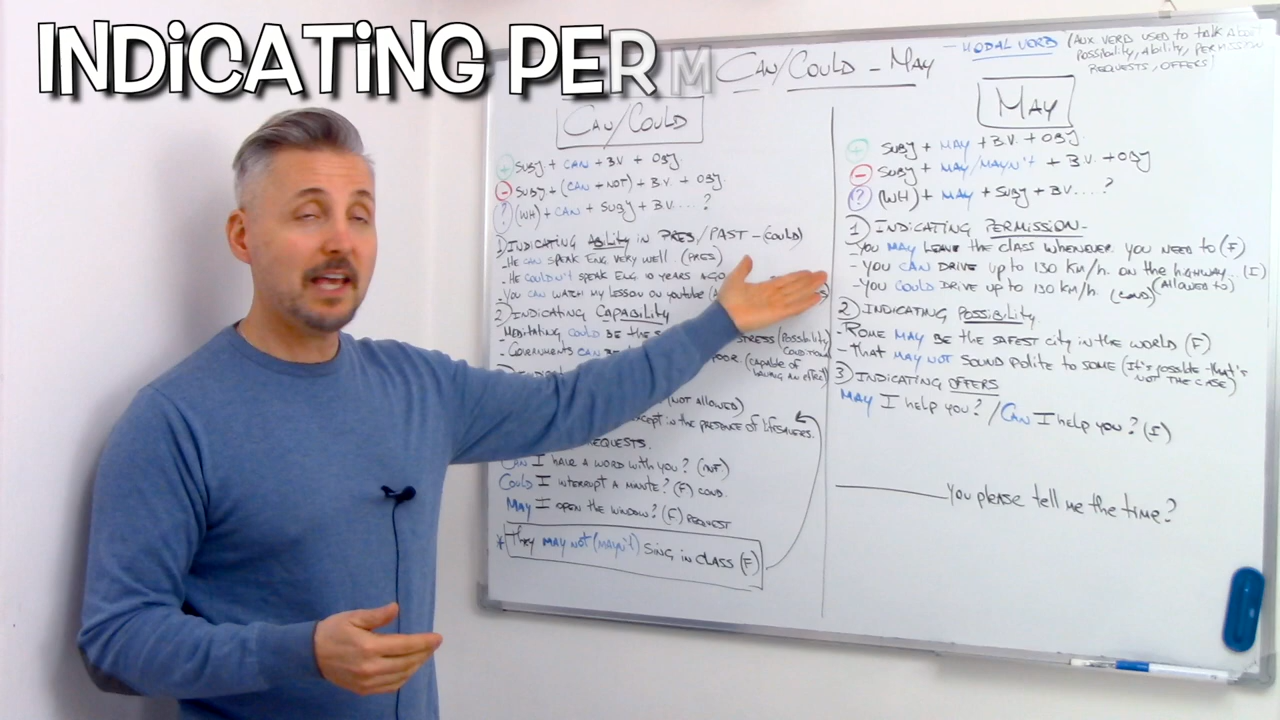 INDiCATING PERM
CAN/COULD - MAY
- MODAL VERB (AUX VERB USED TO TALK ABOUT
POSSIBILITY, ABILITY, PERMISSION
REQUESTS, OFFERS)
CAN/COULD
+ SUBJ + CAN + B.V + OBJ.
- SUBJ + (CAN + NOT) + B.V + OBJ.
? (WH) + CAN + SUBJ + B.V.... ?
1) INDICATING ABILITY IN PRES/PAST - (COULD)
- HE CAN SPEAK ENG VERY WELL. (PRES)
- HE COULDN'T SPEAK ENG 10 YEARS AGO
- YOU CAN WATCH MY LESSON ON YOUTUBE
2) INDICATING CAPABILITY
MEDITATING COULD BE THE STRESS (POSSIBILITY
- GOVERNMENTS CAN BE POOR (CAPABLE OF
HAVING AN EFFECT)
(NOT ALLOWED)
EXCEPT IN THE PRESENCE OF LIFESAVERS.
REQUESTS.
CAN I HAVE A WORD WITH YOU? (INF)
COULD I INTERRUPT A MINUTE? (F) COND.
MAY I OPEN THE WINDOW? (F) REQUEST
* THEY MAY NOT (MAYN'T) SING IN CLASS (F)
MAY
+ SUBJ + MAY + B.V. + OBJ.
- SUBJ + MAY/MAYN'T + B.V. + OBJ
? (WH) + MAY + SUBJ + B.V....?
1) INDICATING PERMISSION-
- YOU MAY LEAVE THE CLASS WHENEVER YOU NEED TO (F)
- YOU CAN DRIVE UP TO 130 KM/H. ON THE HIGHWAY... (I)
- YOU COULD DRIVE UP TO 130 KM/H. (COND) (ALLOWED TO)
2) INDICATING POSSIBILITY
- ROME MAY BE THE SAFEST CITY IN THE WORLD (F)
- THAT MAY NOT SOUND POLITE TO SOME (IT'S POSSIBLE THAT'S
NOT THE CASE)
3) INDICATING OFFERS
MAY I HELP YOU? / CAN I HELP YOU? (I)
you please tell me the time?